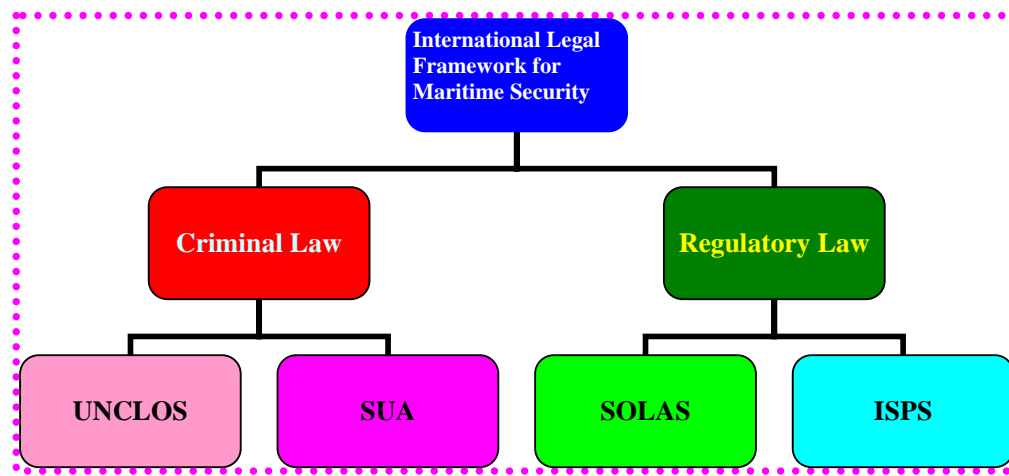 International Legal
Framework for
Maritime Security
Criminal Law
Regulatory Law
UNCLOS
SUA
SOLAS
ISPS